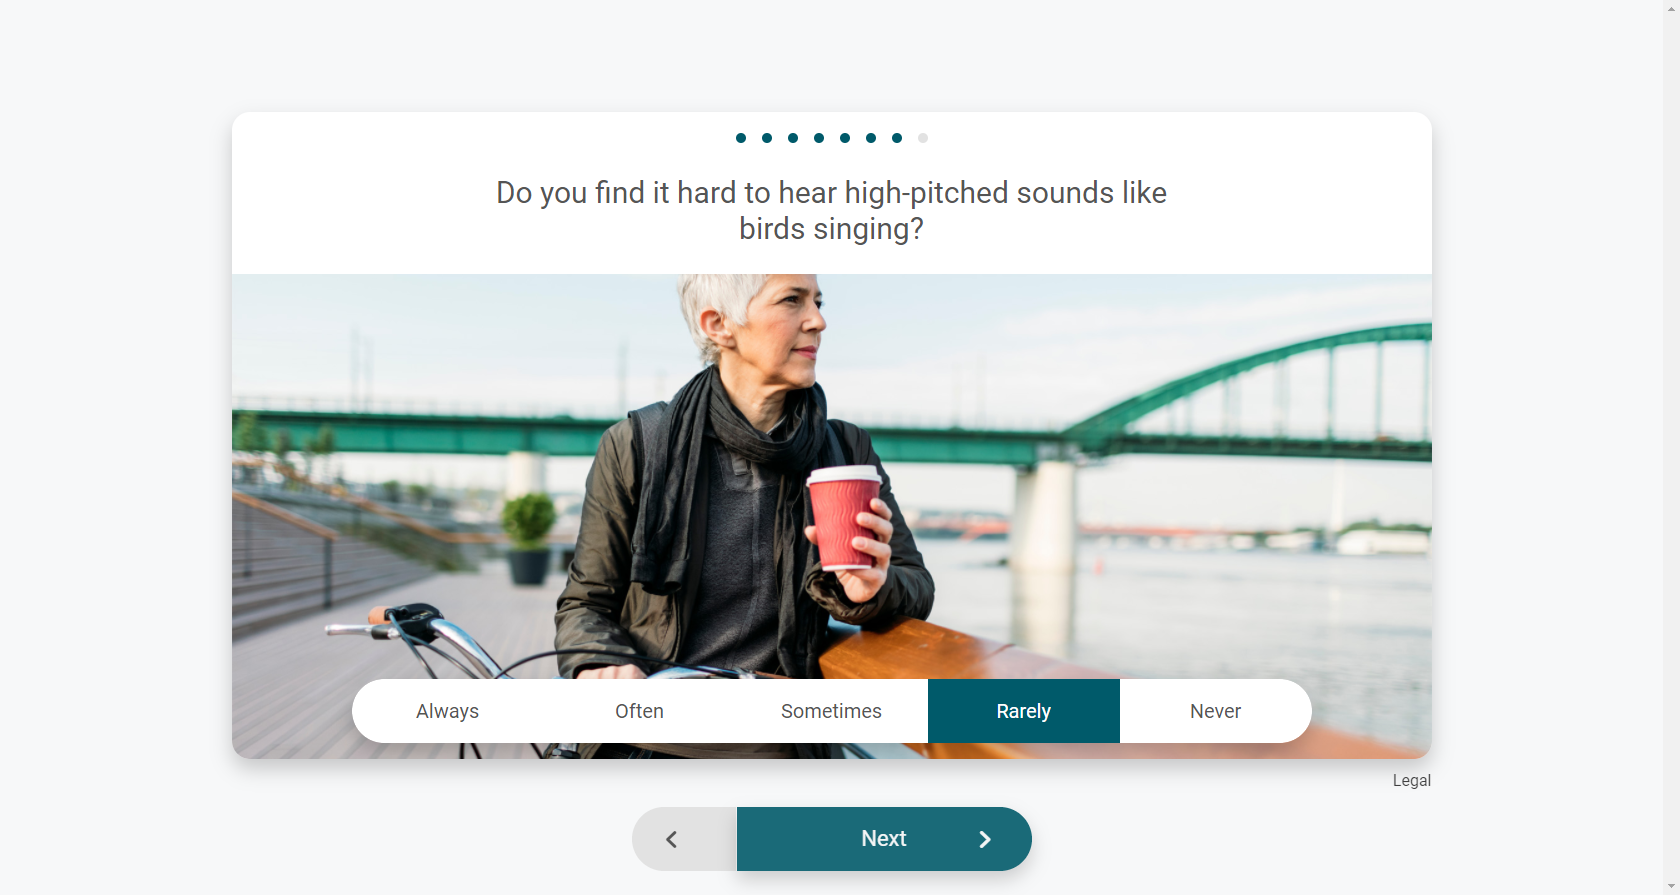 Do you find it hard to hear high-pitched sounds like
birds singing?
Always
Often
Sometimes
Rarely
Never
Legal
Next